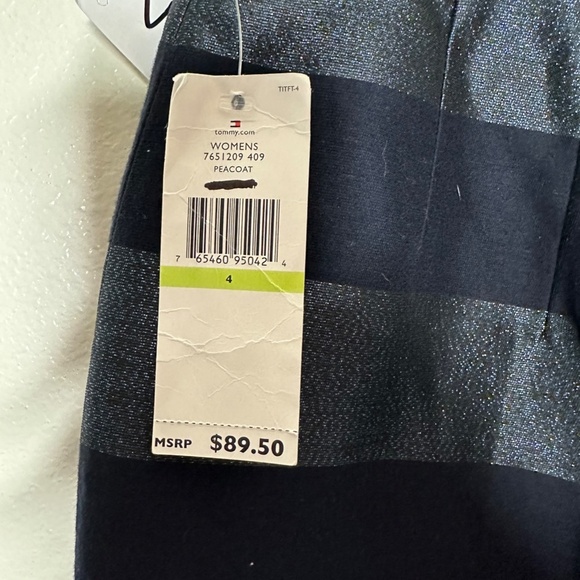 TITFT-4
tommy.com
WOMENS
7651209 409
PEACOAT
7 65460 95042 4
4
MSRP $89.50